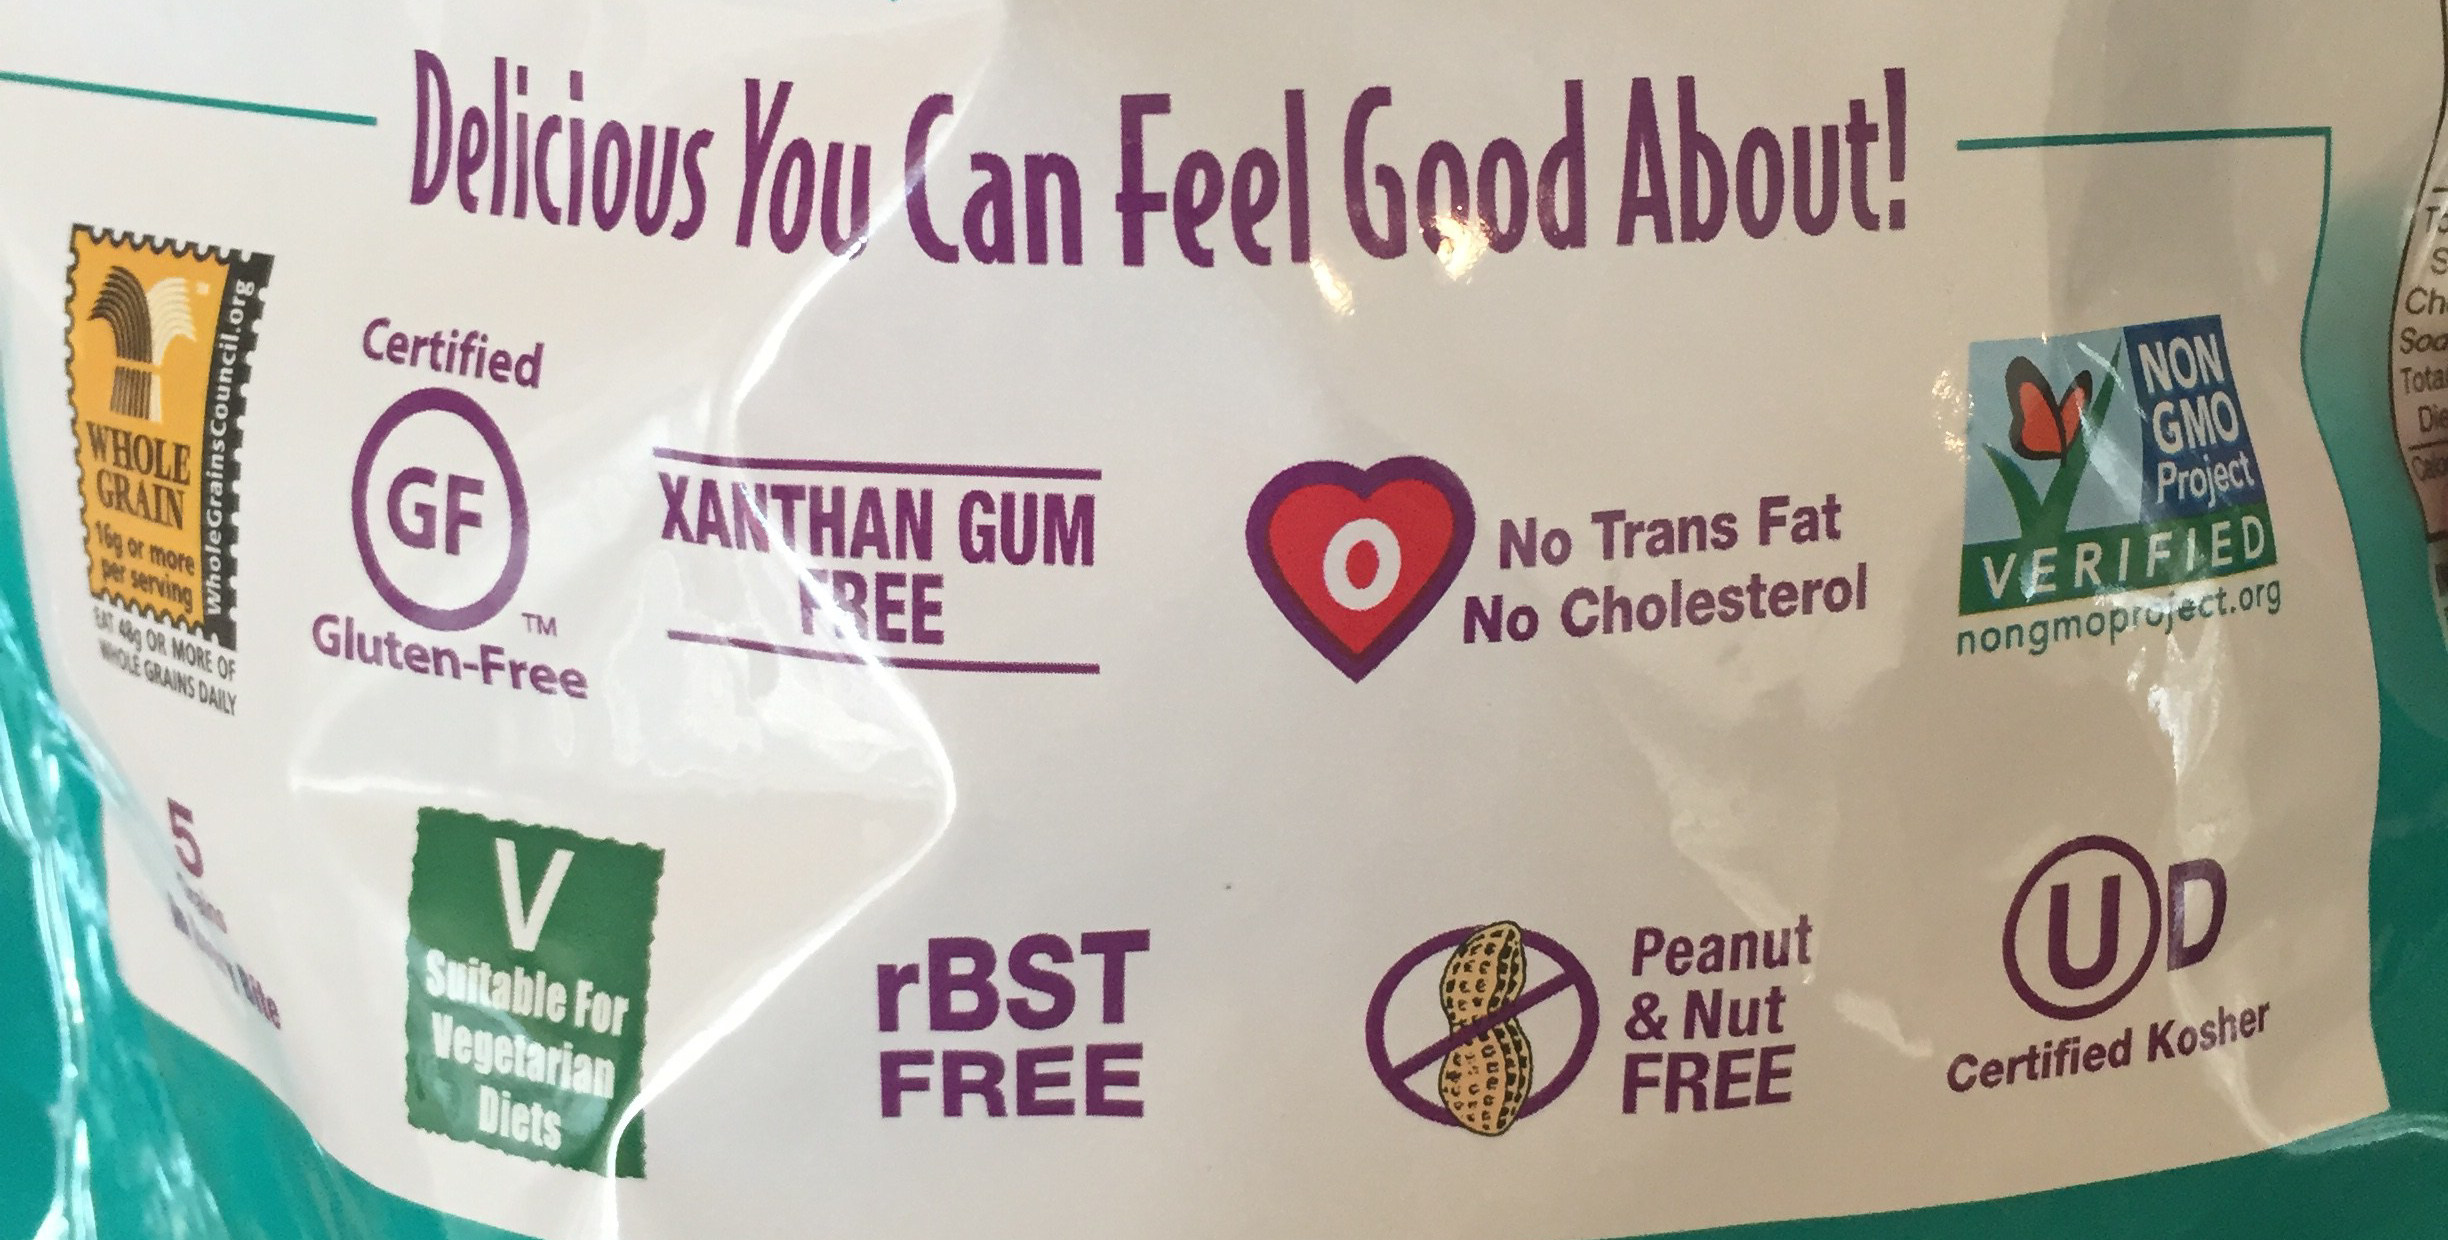 Delicious You Can Feel Good About!
WHOLE
GRAIN
16g or more
per serving
WholeGrainsCouncil.org
EAT 48g OR MORE OF
WHOLE GRAINS DAILY
Certified
GF
TM
Gluten-Free
XANTHAN GUM
FREE
0
No Trans Fat
No Cholesterol
NON
GMO
Project
VERIFIED
nongmoproject.org
5
Bite
V
Suitable For
Vegetarian
Diets
rBST
FREE
Peanut
& Nut
FREE
U D
Certified Kosher